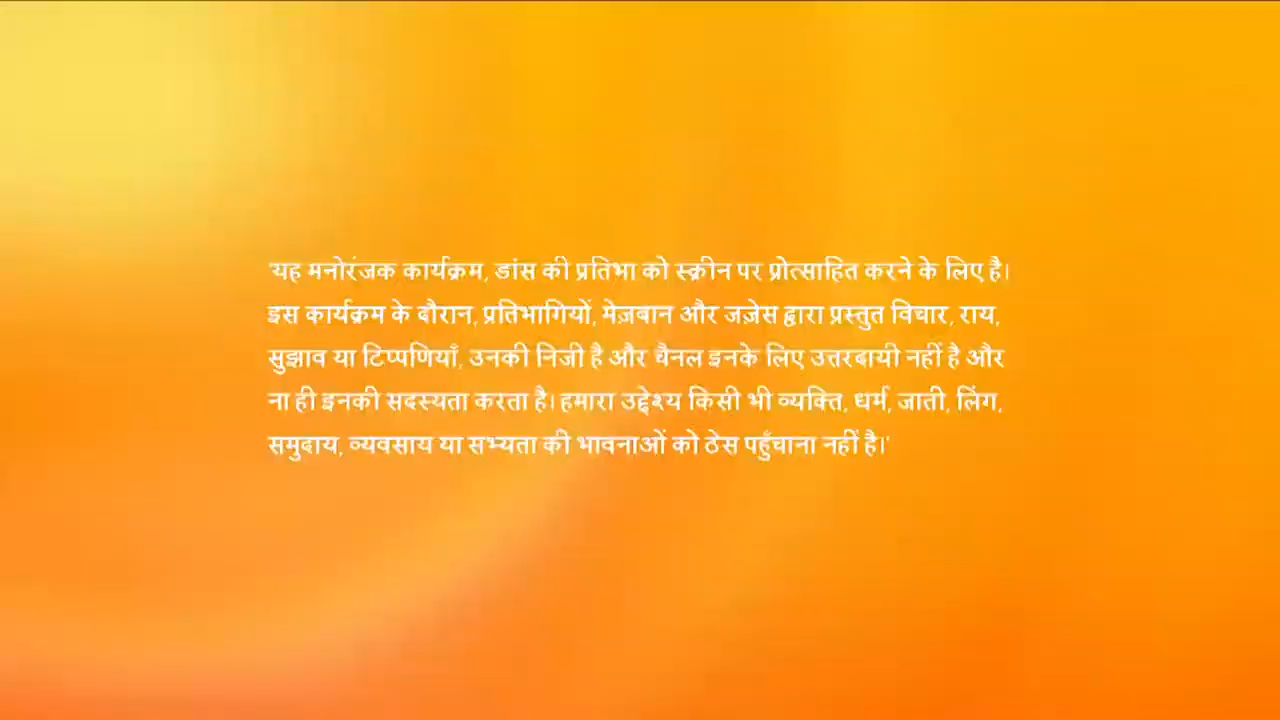 'यह मनोरंजक कार्यक्रम, डांस की प्रतिभा को स्क्रीन पर प्रोत्साहित करने के लिए है।
इस कार्यक्रम के दौरान, प्रतिभागियों, मेज़बान और जज़ेस द्वारा प्रस्तुत विचार, राय,
सुझाव या टिप्पणियाँ, उनकी निजी है और चैनल इनके लिए उत्तरदायी नहीं है और
ना ही इनकी सदस्यता करता है। हमारा उद्देश्य किसी भी व्यक्ति, धर्म, जाती, लिंग,
समुदाय, व्यवसाय या सभ्यता की भावनाओं को ठेस पहुँचाना नहीं है।'